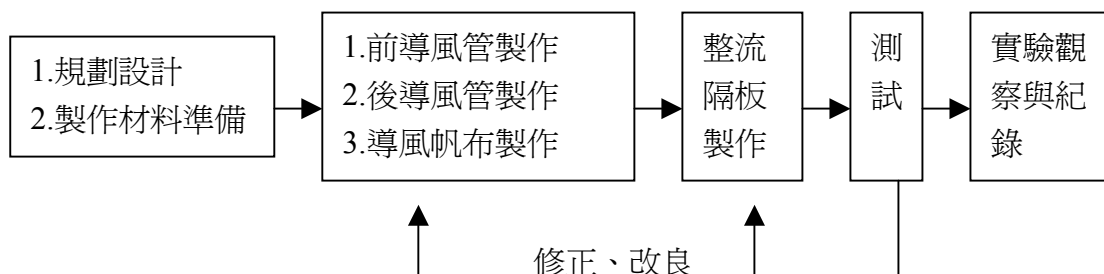 1.規劃設計
2.製作材料準備
1.前導風管製作
2.後導風管製作
3.導風帆布製作
整流
隔板
製作
測
試
實驗觀
察與紀
錄
修正、改良